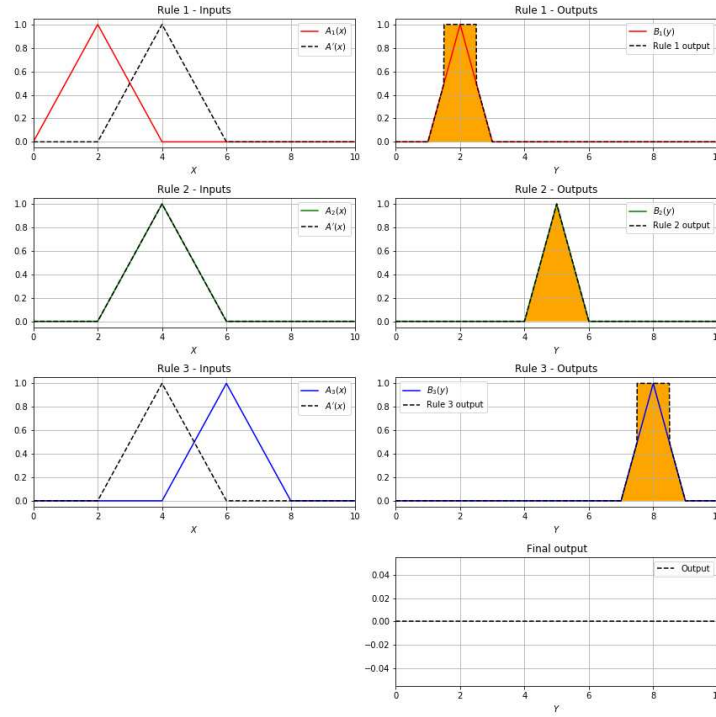 Rule 1 - Inputs
1.0
0.8
0.6
0.4
0.2
0.0
A₁(x)
A'(x)
0 2 4 6 8 10
X
Rule 1 - Outputs
1.0
0.8
0.6
0.4
0.2
0.0
B₁(y)
Rule 1 output
0 2 4 6 8 10
Y
Rule 2 - Inputs
1.0
0.8
0.6
0.4
0.2
0.0
A₂(x)
A'(x)
0 2 4 6 8 10
X
Rule 2 - Outputs
1.0
0.8
0.6
0.4
0.2
0.0
B₂(y)
Rule 2 output
0 2 4 6 8 10
Y
Rule 3 - Inputs
1.0
0.8
0.6
0.4
0.2
0.0
A₃(x)
A'(x)
0 2 4 6 8 10
X
Rule 3 - Outputs
1.0
0.8
0.6
0.4
0.2
0.0
B₃(y)
Rule 3 output
0 2 4 6 8 10
Y
Final output
0.04
0.02
0.00
−0.02
−0.04
Output
0 2 4 6 8 10
Y